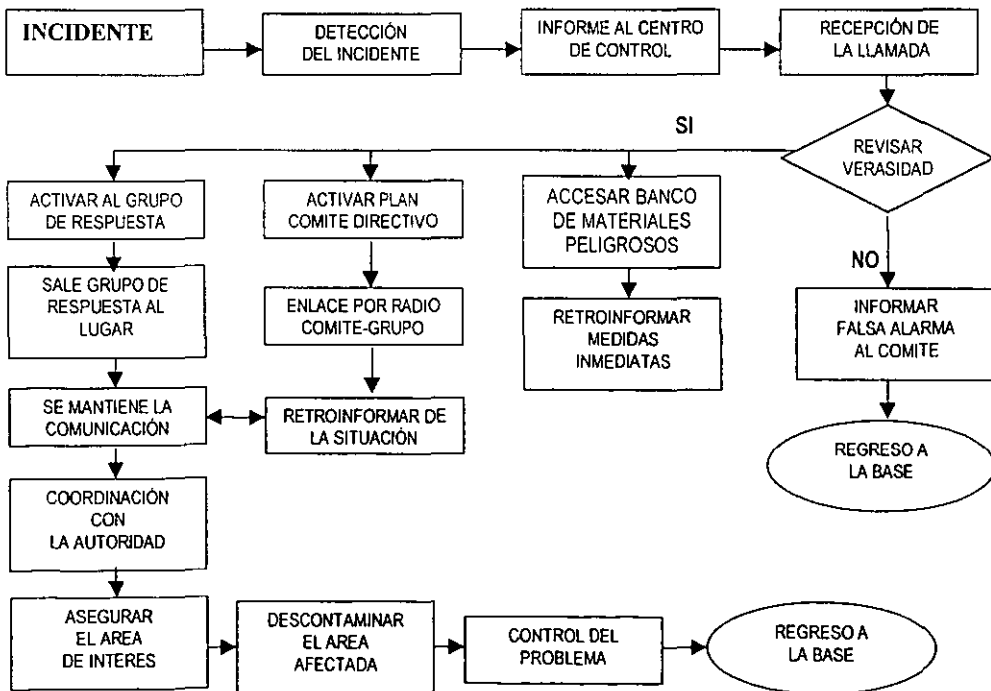 INCIDENTE
DETECCIÓN
DEL INCIDENTE
INFORME AL CENTRO
DE CONTROL
RECEPCIÓN DE
LA LLAMADA
SI
REVISAR
VERASIDAD
ACTIVAR AL GRUPO
DE RESPUESTA
ACTIVAR PLAN
COMITE DIRECTIVO
ACCESAR BANCO
DE MATERIALES
PELIGROSOS
NO
SALE GRUPO DE
RESPUESTA AL
LUGAR
ENLACE POR RADIO
COMITE-GRUPO
RETROINFORMAR
MEDIDAS
INMEDIATAS
INFORMAR
FALSA ALARMA
AL COMITE
SE MANTIENE LA
COMUNICACIÓN
RETROINFORMAR DE
LA SITUACIÓN
REGRESO A
LA BASE
COORDINACIÓN
CON
LA AUTORIDAD
ASEGURAR
EL AREA
DE INTERES
DESCONTAMINAR
EL AREA
AFECTADA
CONTROL DEL
PROBLEMA
REGRESO A
LA BASE